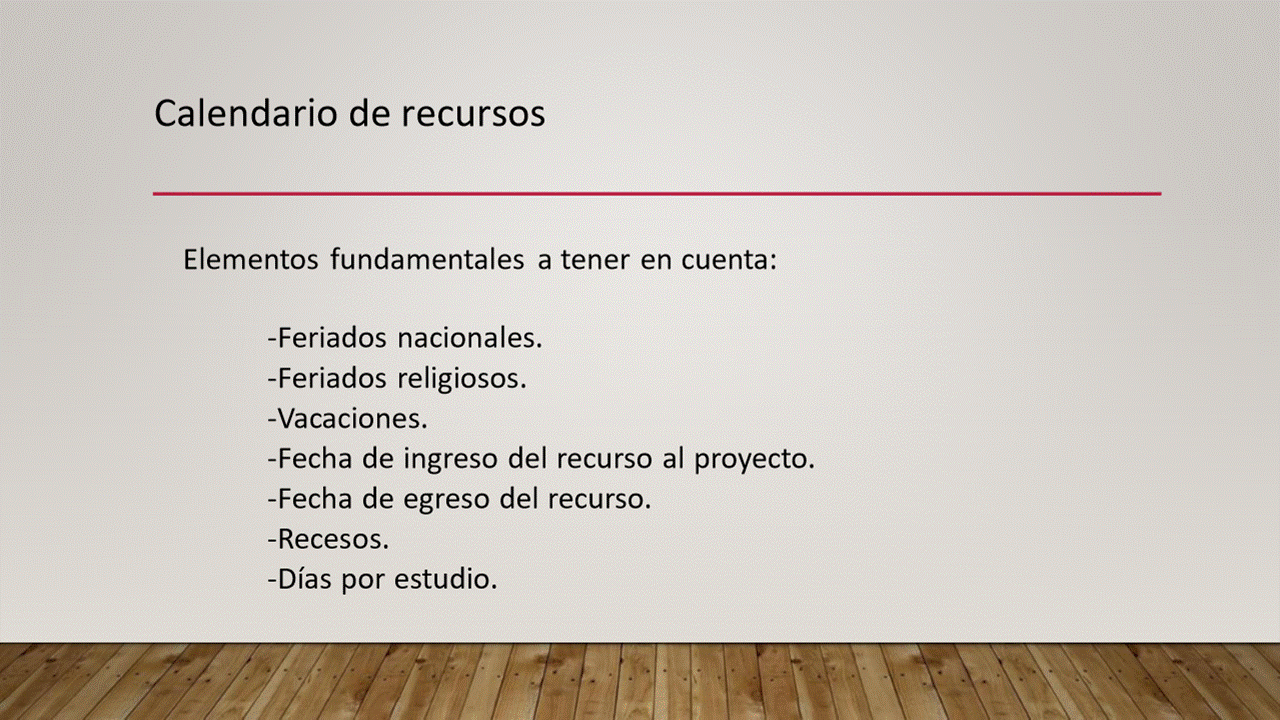 Calendario de recursos
Elementos fundamentales a tener en cuenta:
-Feriados nacionales.
-Feriados religiosos.
-Vacaciones.
-Fecha de ingreso del recurso al proyecto.
-Fecha de egreso del recurso.
-Recesos.
-Días por estudio.